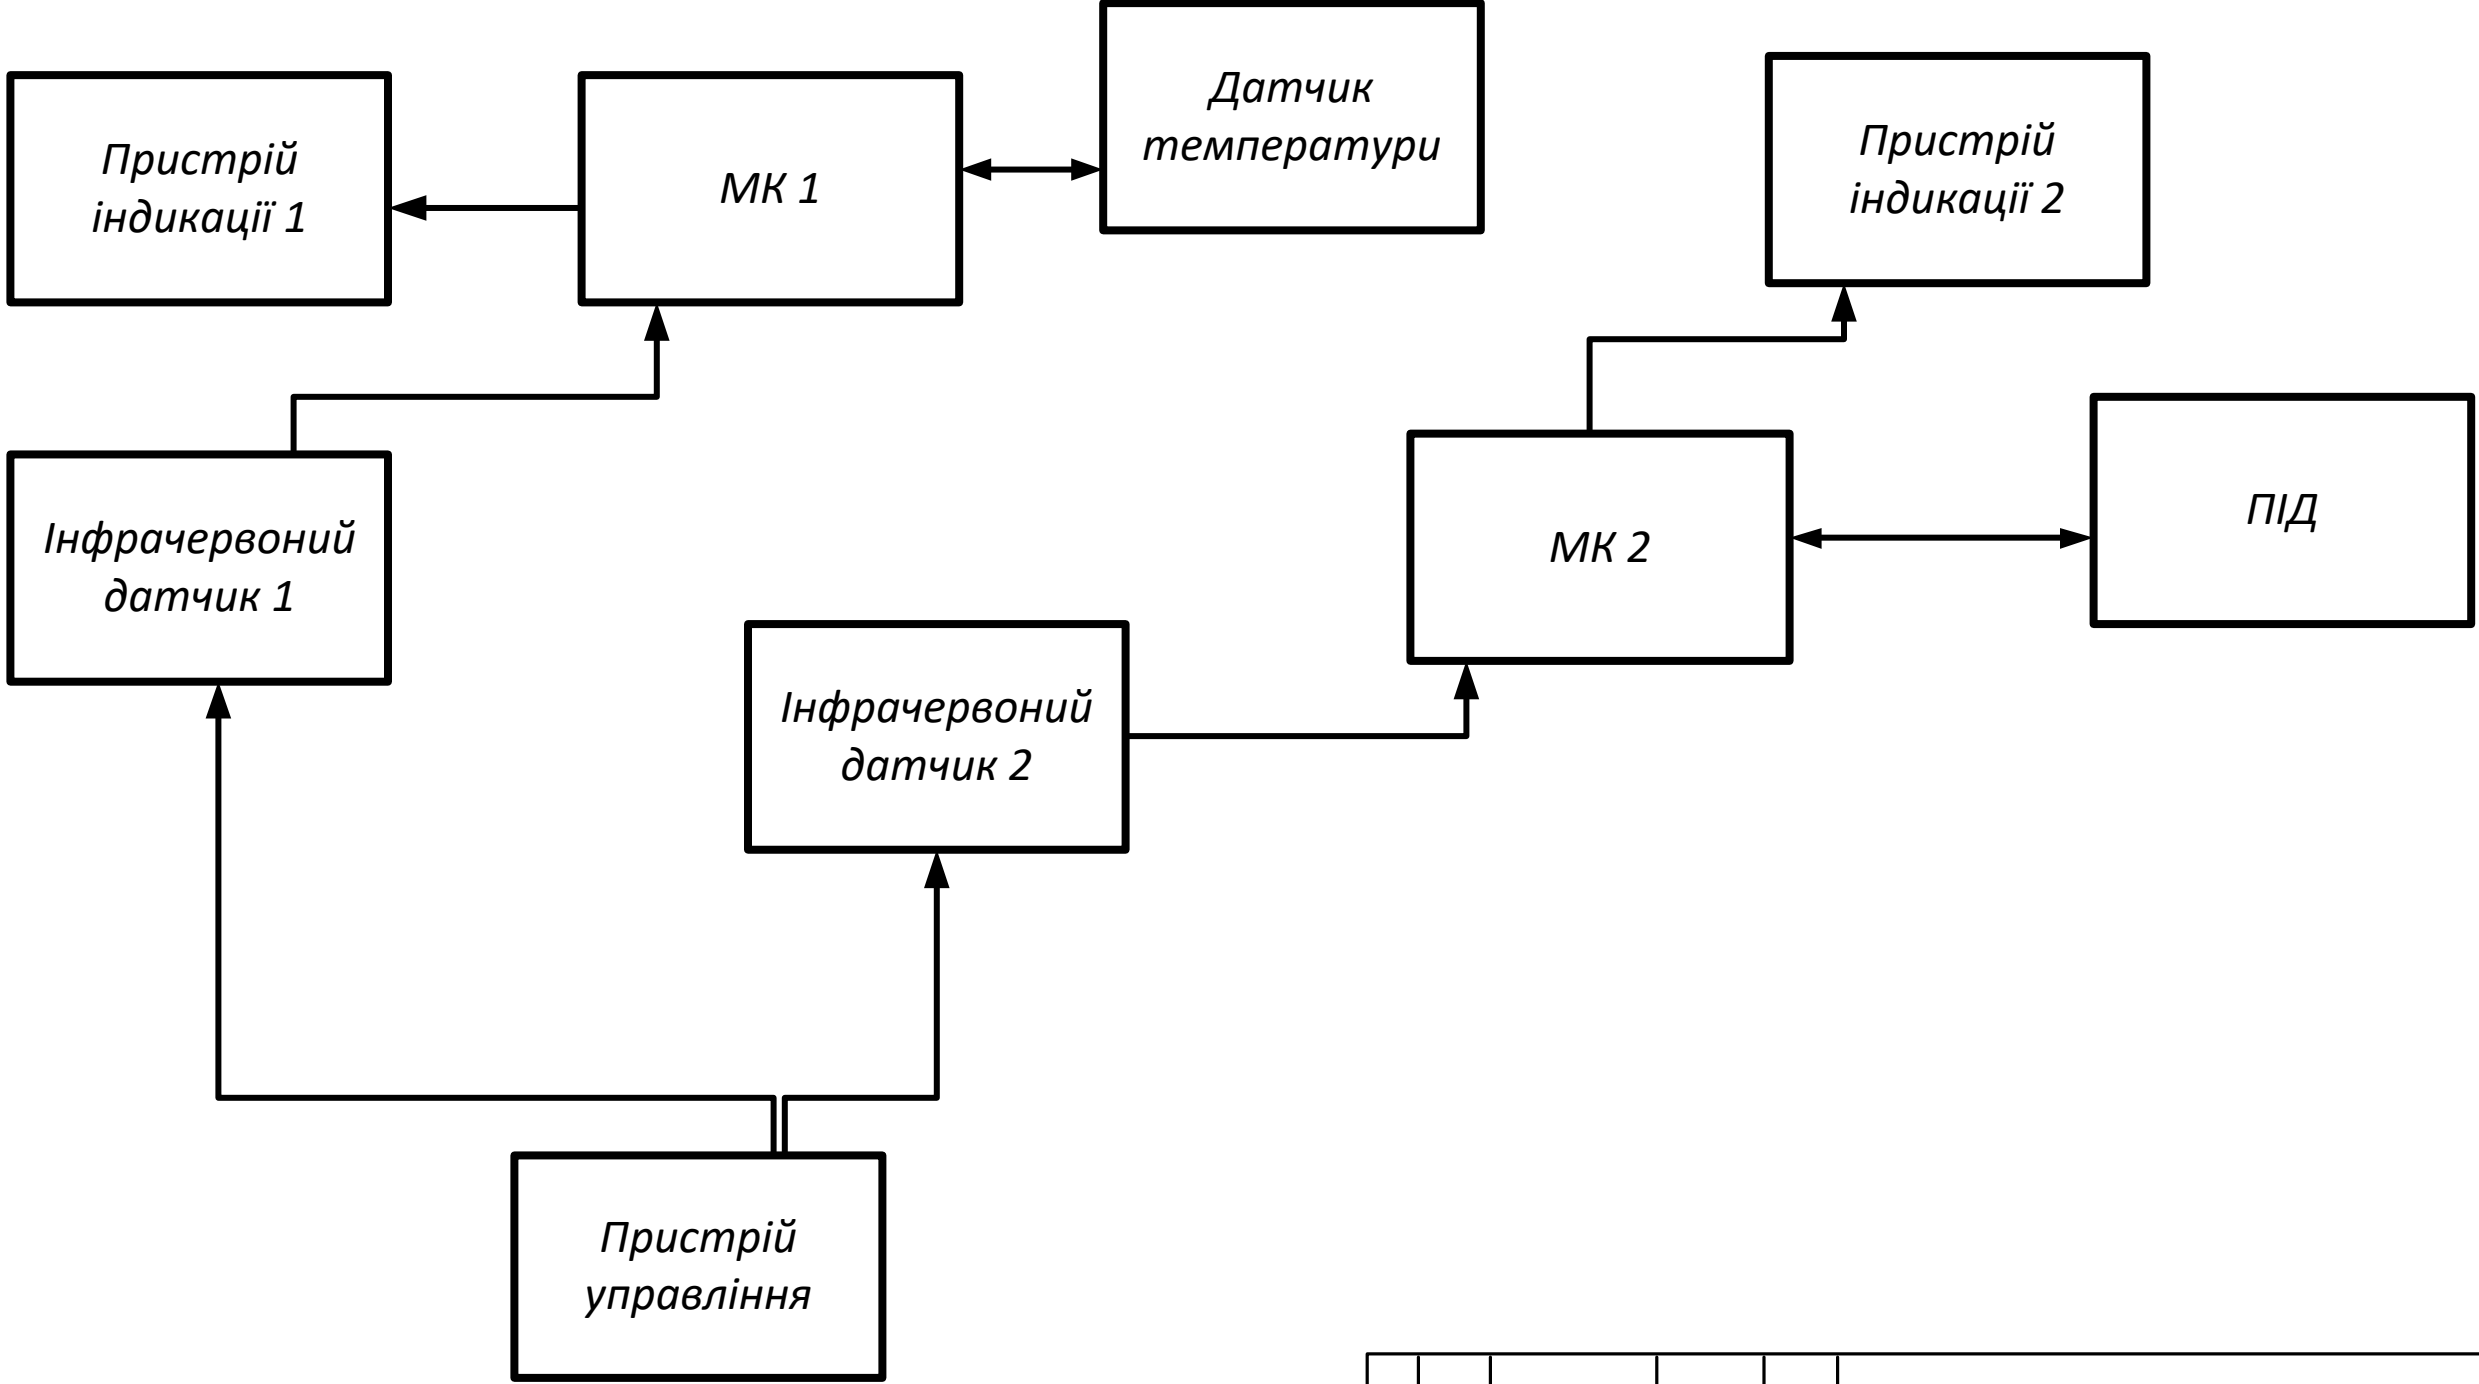 Датчик
температури
Пристрій
індикації 1
МК 1
Пристрій
індикації 2
Інфрачервоний
датчик 1
МК 2
ПІД
Інфрачервоний
датчик 2
Пристрій
управління